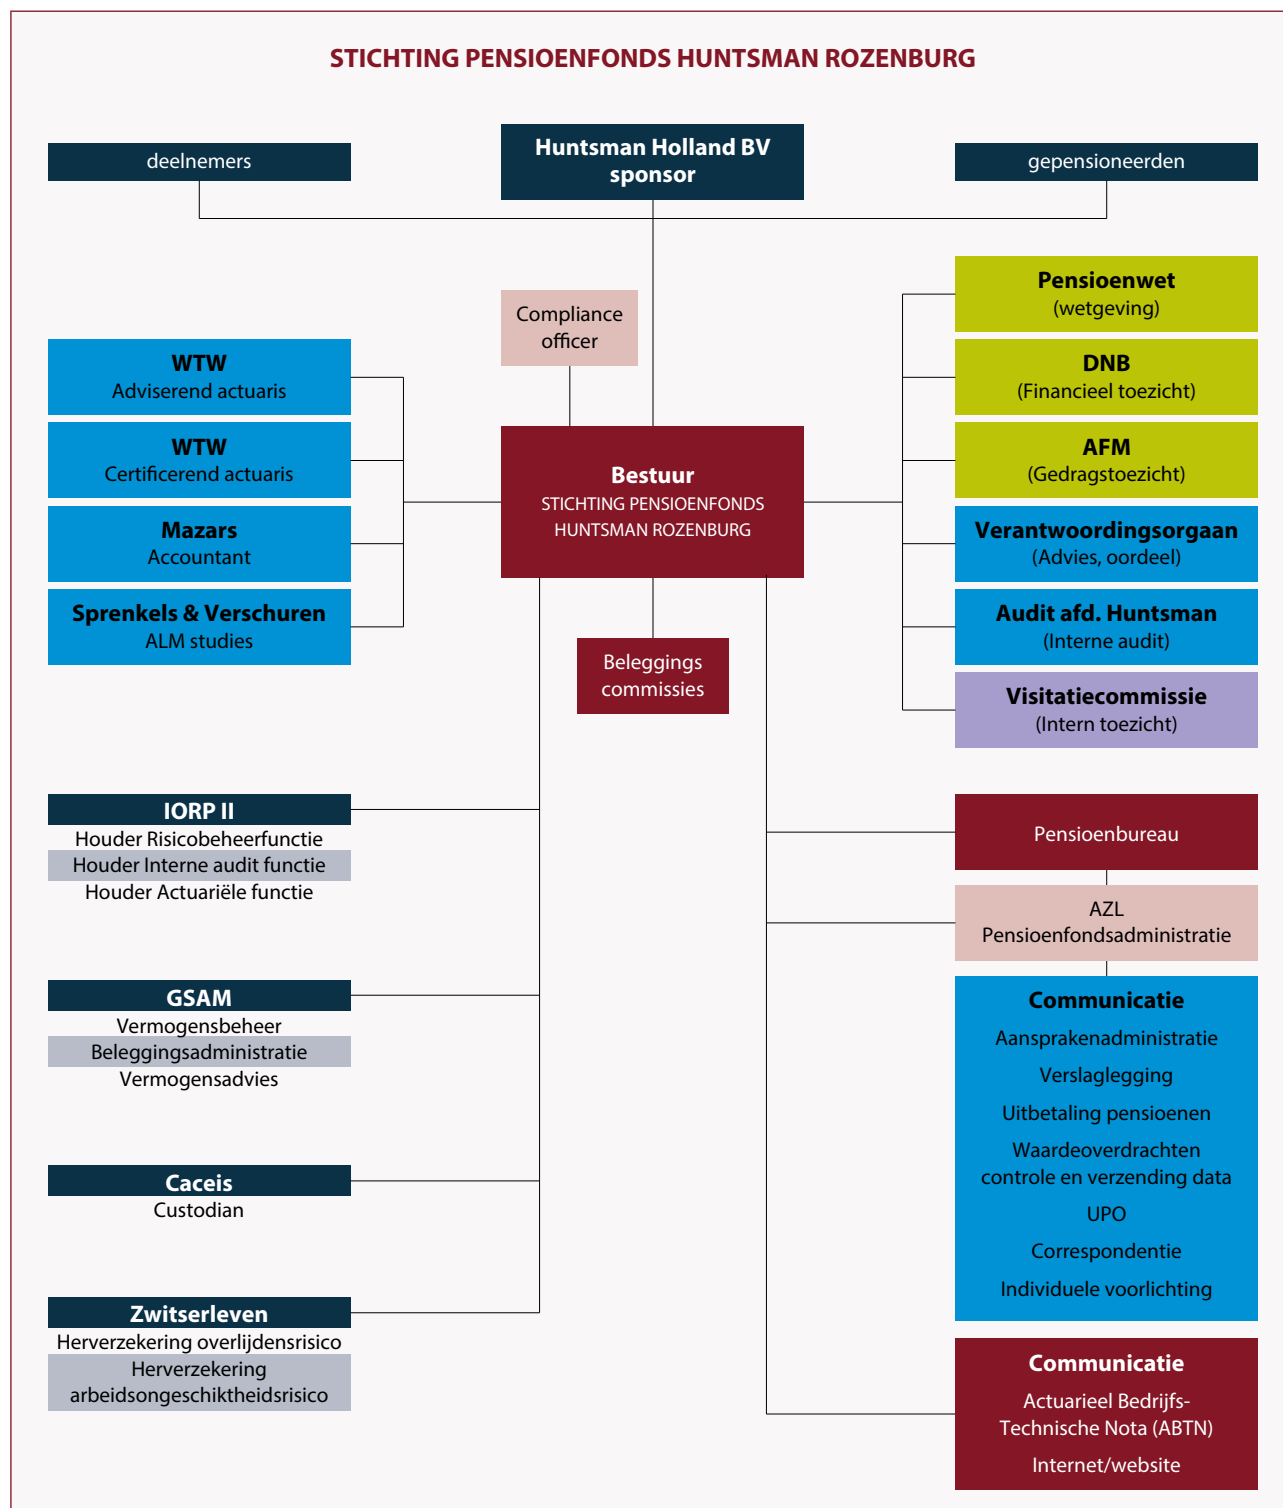 STICHTING PENSIOENFONDS HUNTSMAN ROZENBURG
deelnemers
Huntsman Holland BV
sponsor
gepensioneerden
Compliance
officer
WTW
Adviserend actuaris
WTW
Certificerend actuaris
Mazars
Accountant
Sprenkels & Verschuren
ALM studies
Bestuur
STICHTING PENSIOENFONDS
HUNTSMAN ROZENBURG
Beleggings
commissies
Pensioenwet
(wetgeving)
DNB
(Financieel toezicht)
AFM
(Gedragstoezicht)
Verantwoordingsorgaan
(Advies, oordeel)
Audit afd. Huntsman
(Interne audit)
Visitatiecommissie
(Intern toezicht)
IORP II
Houder Risicobeheerfunctie
Houder Interne audit functie
Houder Actuariële functie
GSAM
Vermogensbeheer
Beleggingsadministratie
Vermogensadvies
Caceis
Custodian
Zwitserleven
Herverzekering overlijdensrisico
Herverzekering
arbeidsongeschiktheidsrisico
Pensioenbureau
AZL
Pensioenfondsadministratie
Communicatie
Aansprakenadministratie
Verslaglegging
Uitbetaling pensioenen
Waardeoverdrachten
controle en verzending data
UPO
Correspondentie
Individuele voorlichting
Communicatie
Actuarieel Bedrijfs-
Technische Nota (ABTN)
Internet/website